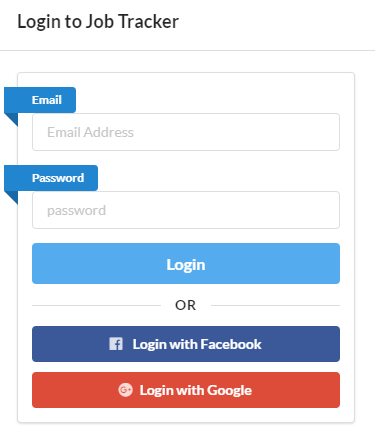 Login to Job Tracker
Email
Email Address
Password
password
Login
OR
Login with Facebook
Login with Google